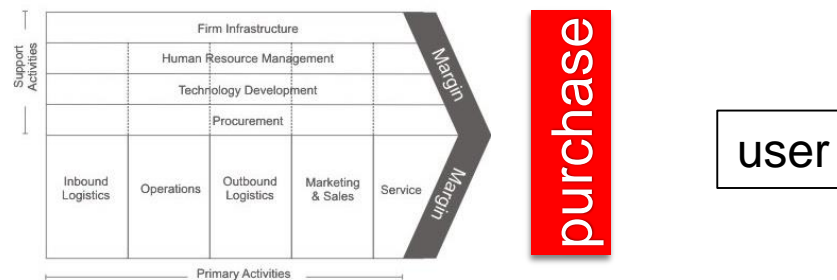 Support
Activities
Firm Infrastructure
Human Resource Management
Technology Development
Procurement
Inbound
Logistics
Operations
Outbound
Logistics
Marketing
& Sales
Service
Margin
Margin
Primary Activities
purchase
user